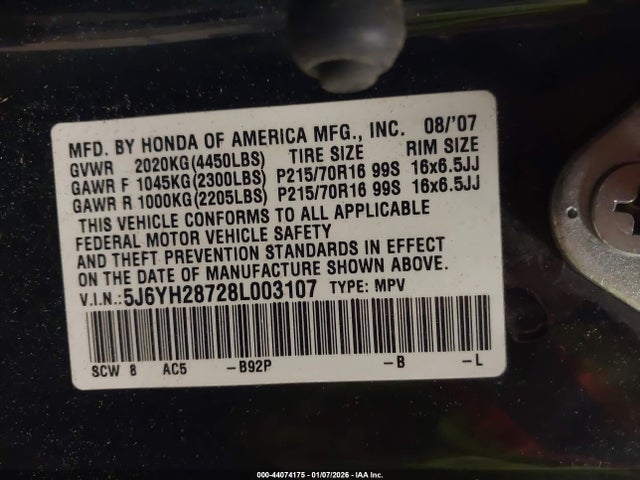 MFD. BY HONDA OF AMERICA MFG., INC. 08/'07
GVWR 2020KG(4450LBS) TIRE SIZE RIM SIZE
GAWR F 1045KG(2300LBS) P215/70R16 99S 16x6.5JJ
GAWR R 1000KG(2205LBS) P215/70R16 99S 16x6.5JJ
THIS VEHICLE CONFORMS TO ALL APPLICABLE
FEDERAL MOTOR VEHICLE SAFETY
AND THEFT PREVENTION STANDARDS IN EFFECT
ON THE DATE OF MANUFACTURE SHOWN ABOVE.
V.I.N.:5J6YH28728L003107 TYPE: MPV
SCW 8 AC5 -B92P -B -L
000-44074175 - 01/07/2026 - IAA Inc.